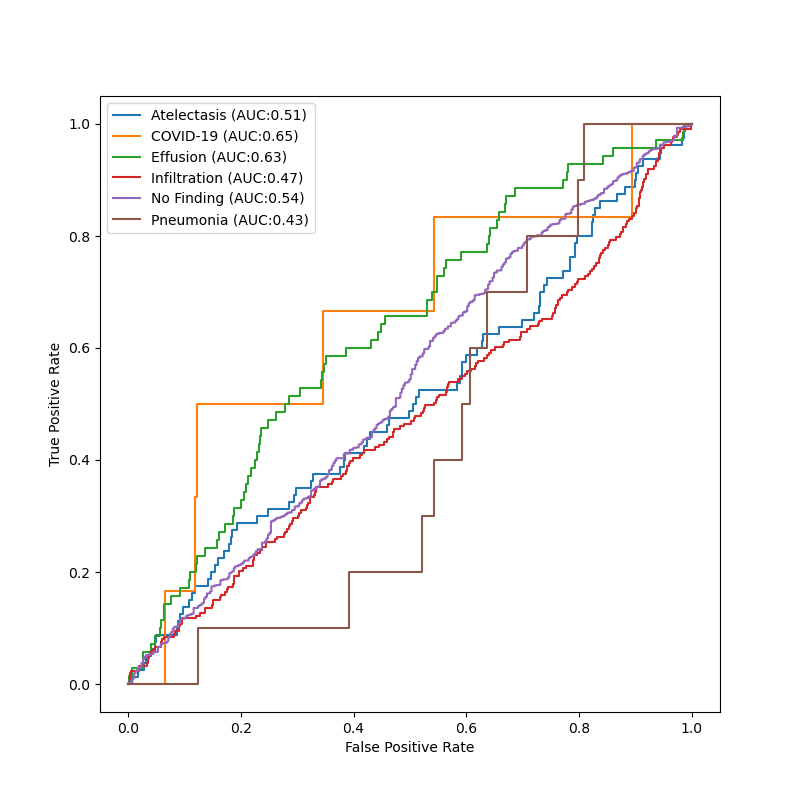 Atelectasis (AUC:0.51)
COVID-19 (AUC:0.65)
Effusion (AUC:0.63)
Infiltration (AUC:0.47)
No Finding (AUC:0.54)
Pneumonia (AUC:0.43)
1.0
0.8
0.6
0.4
0.2
0.0
True Positive Rate
0.0 0.2 0.4 0.6 0.8 1.0
False Positive Rate